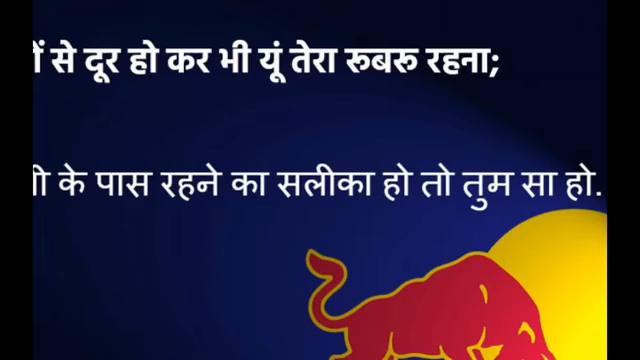 से दूर हो कर भी यूं तेरा रूबरू रहना;
के पास रहने का सलीका हो तो तुम सा हो.